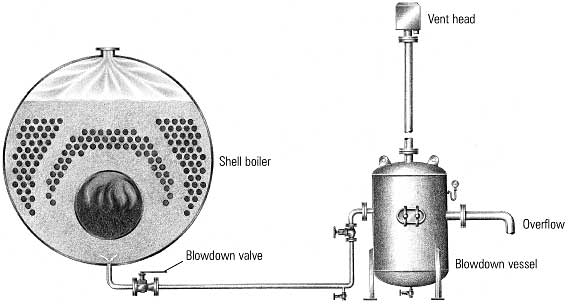 Vent head
Shell boiler
Overflow
Blowdown valve
Blowdown vessel